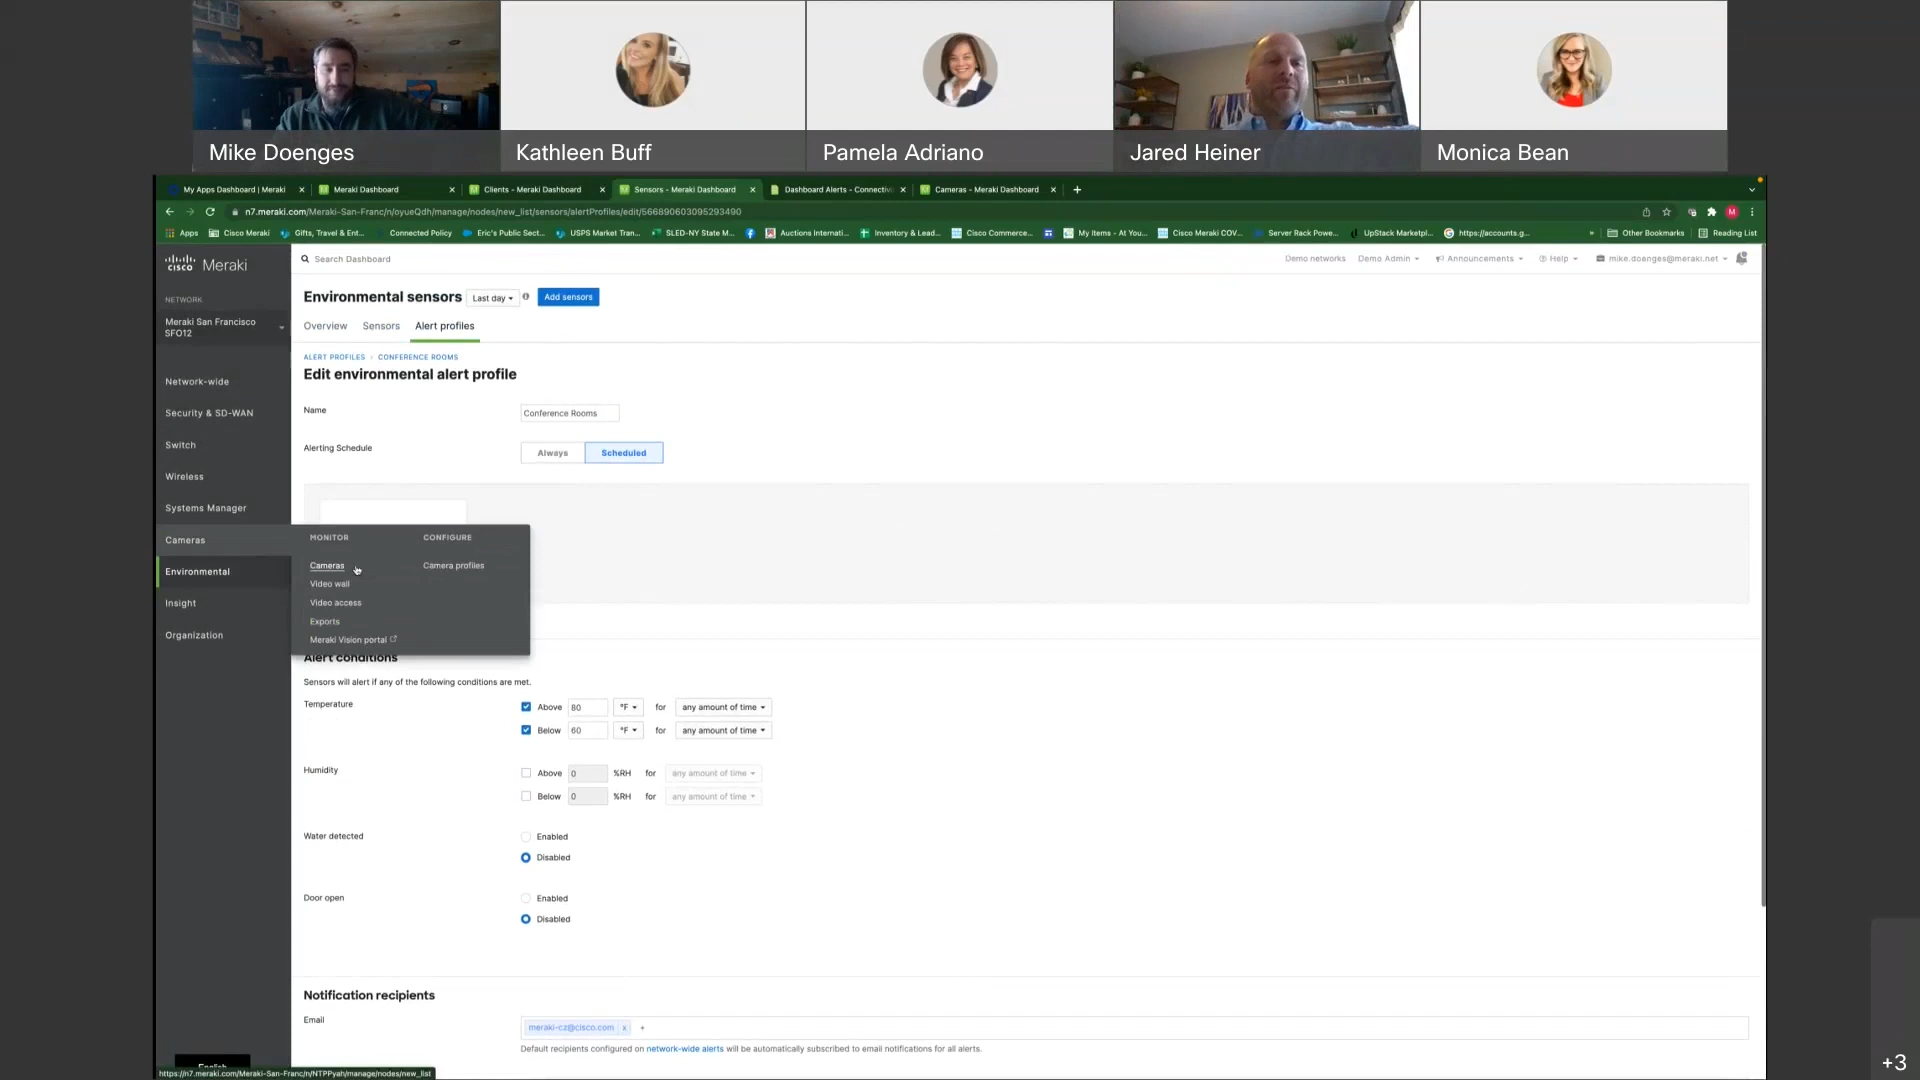 Mike Doenges
Kathleen Buff
Pamela Adriano
Jared Heiner
Monica Bean
My Apps Dashboard | Meraki
Meraki Dashboard
Clients - Meraki Dashboard
Sensors - Meraki Dashboard
Dashboard Alerts - Connectivi
Cameras - Meraki Dashboard
n7.meraki.com/Meraki-San-Franc/n/oyueQdh/manage/nodes/new_list/sensors/alertProfiles/edit/566890603095293490
M
Apps
Cisco Meraki
Gifts, Travel & Ent...
Connected Policy
Eric's Public Sect...
USPS Market Tran...
SLED-NY State M...
Auctions Internati...
Inventory & Lead...
Cisco Commerce...
My Items - At You...
Cisco Meraki COV...
Server Rack Powe...
UpStack Marketpl...
https://accounts.g...
»
Other Bookmarks
Reading List
cisco Meraki
Search Dashboard
Demo networks
Demo Admin
Announcements
Help
mike.doenges@meraki.net
NETWORK
Meraki San Francisco
SFO12
Environmental sensors
Last day
Add sensors
Overview
Sensors
Alert profiles
ALERT PROFILES › CONFERENCE ROOMS
Edit environmental alert profile
Network-wide
Security & SD-WAN
Switch
Wireless
Systems Manager
Cameras
Environmental
Insight
Organization
Name
Conference Rooms
Alerting Schedule
Always
Scheduled
MONITOR
CONFIGURE
Cameras
Camera profiles
Video wall
Video access
Exports
Meraki Vision portal
Alert conditions
Sensors will alert if any of the following conditions are met.
Temperature
Above 80 °F for any amount of time
Below 60 °F for any amount of time
Humidity
Above 0 %RH for any amount of time
Below 0 %RH for any amount of time
Water detected
Enabled
Disabled
Door open
Enabled
Disabled
Notification recipients
Email
meraki-cz@cisco.com x +
Default recipients configured on network-wide alerts will be automatically subscribed to email notifications for all alerts.
English
https://n7.meraki.com/Meraki-San-Franc/n/NTPPyah/manage/nodes/new_list
+3